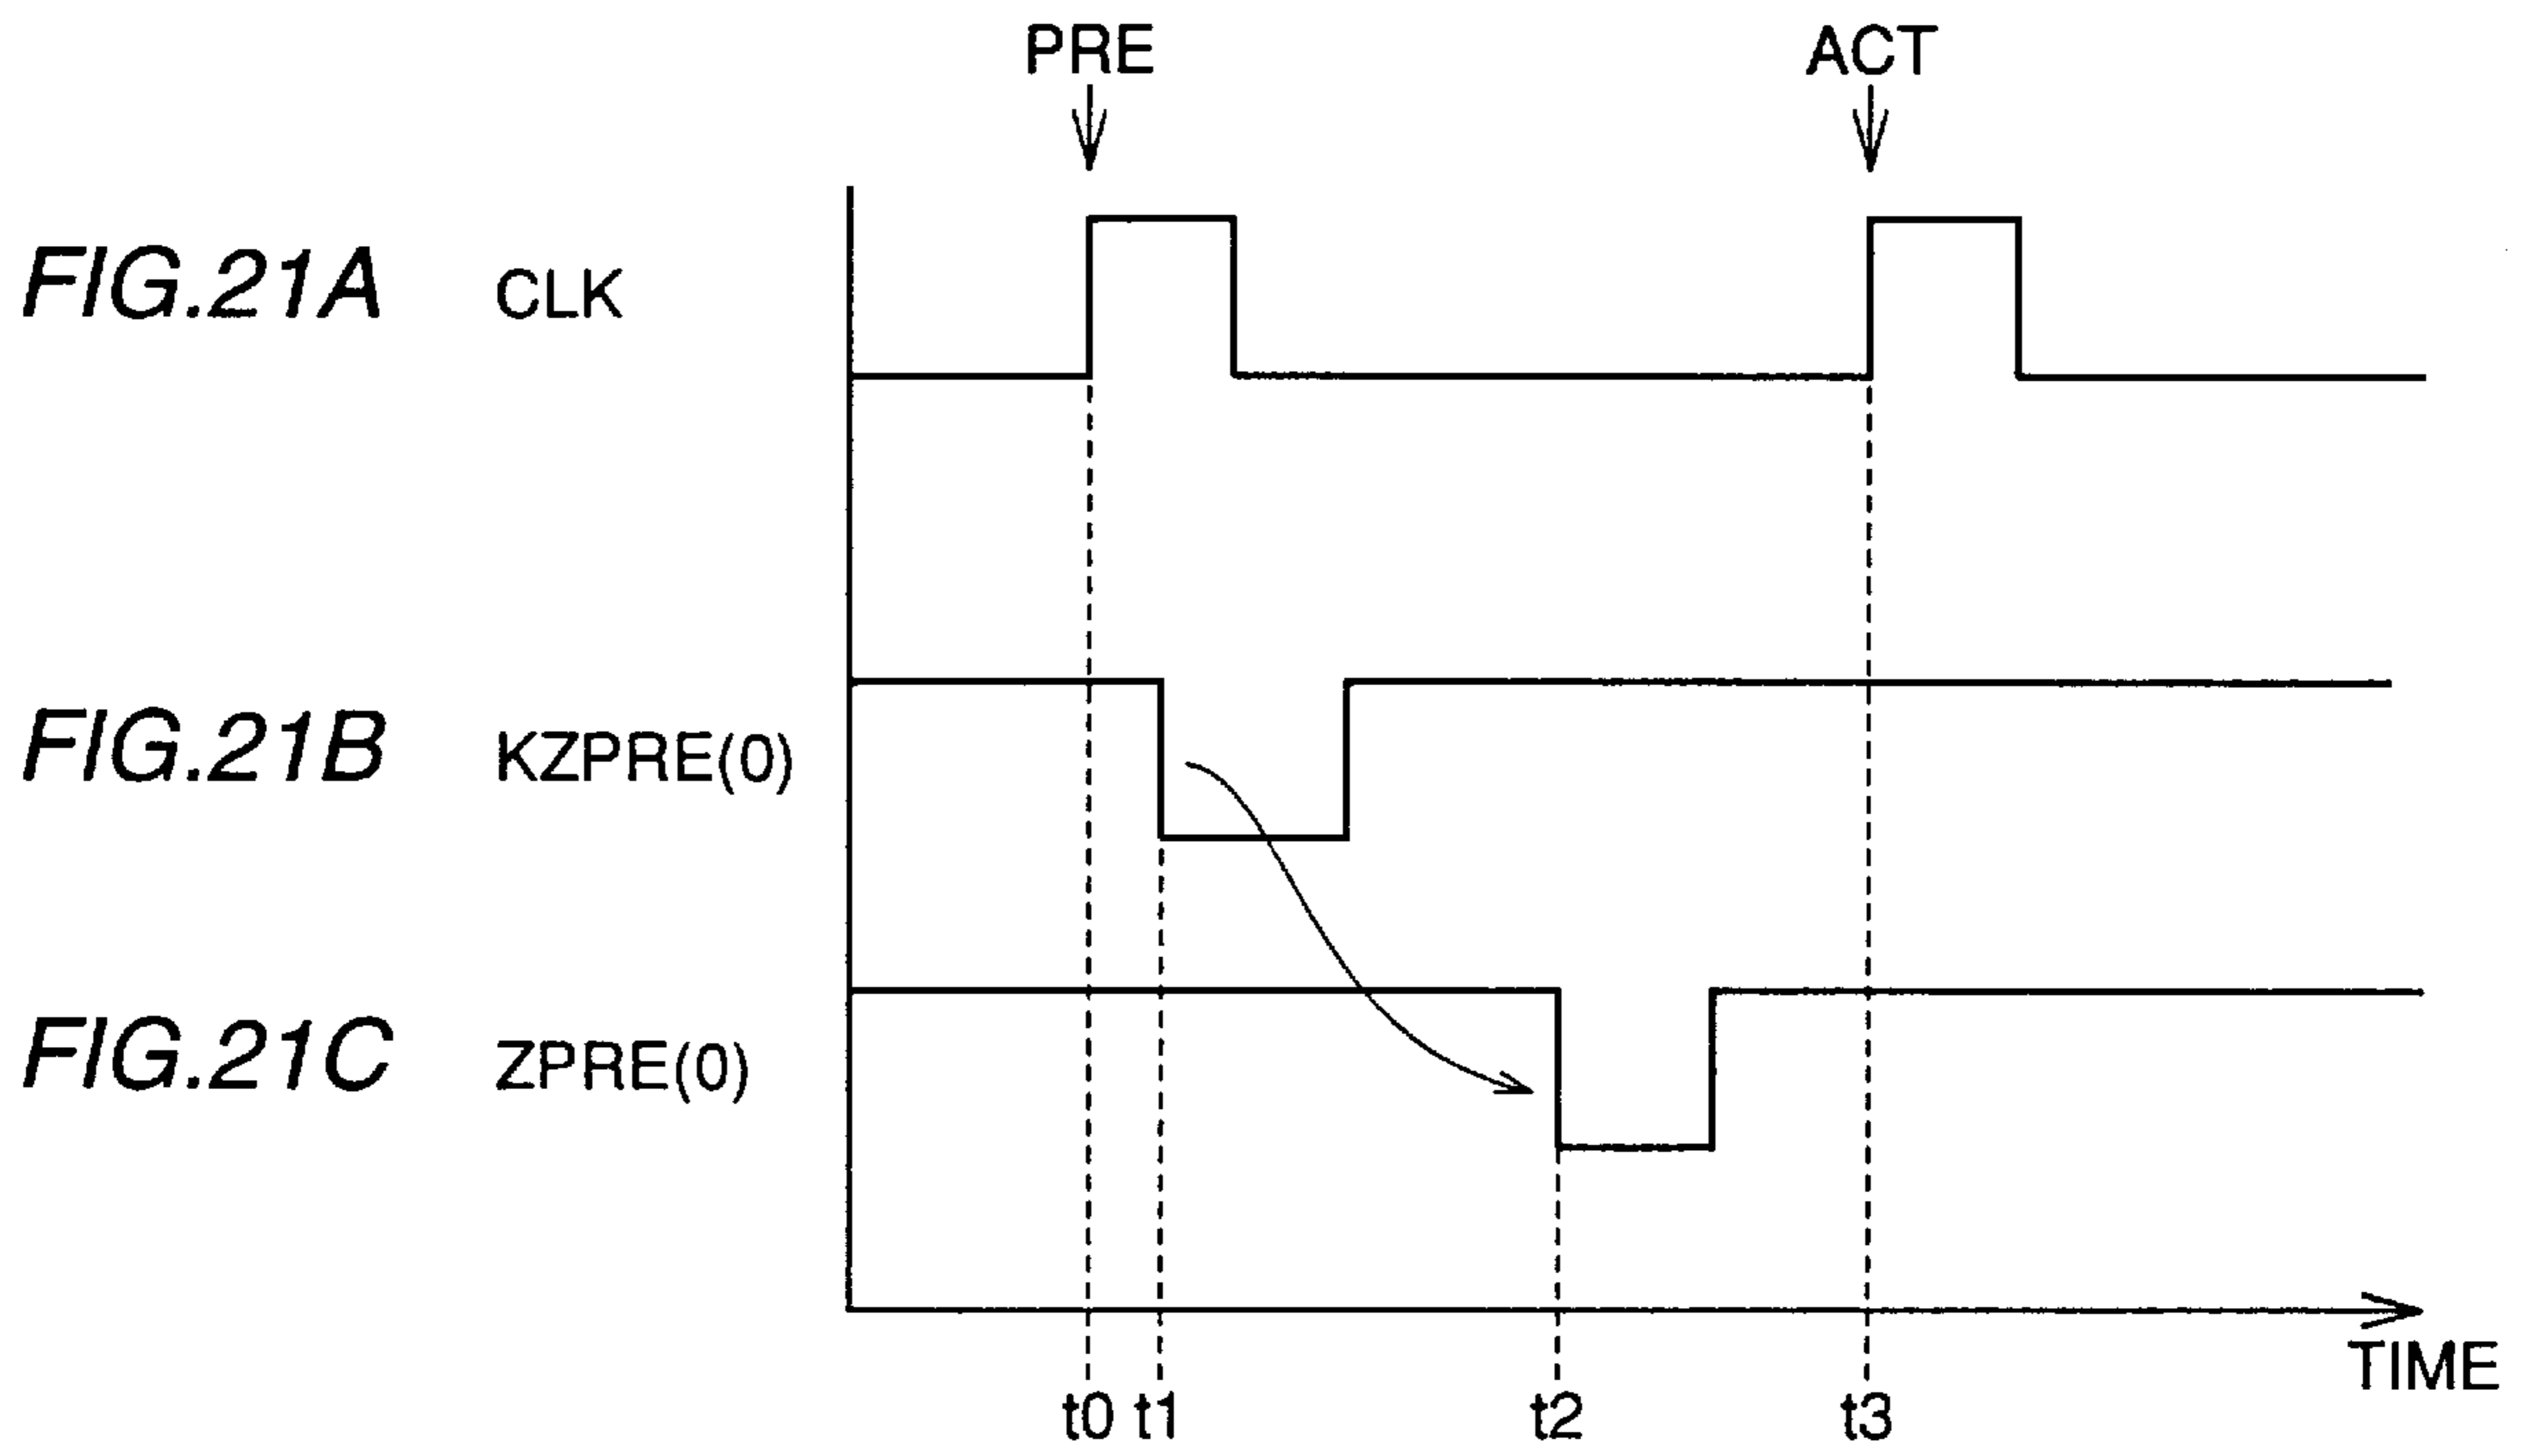 PRE ACT
FIG.21A CLK
FIG.21B KZPRE(0)
FIG.21C ZPRE(0)
TIME
t0 t1 t2 t3